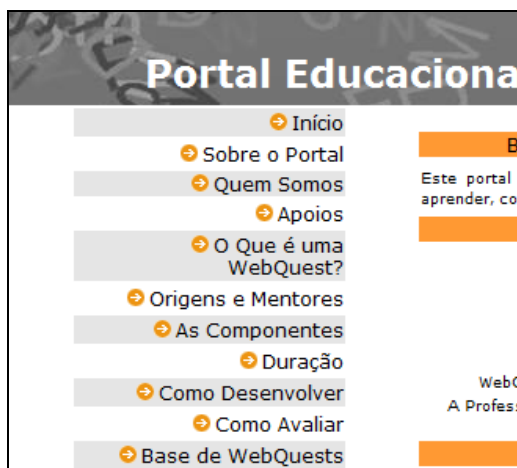 Portal Educaciona
Início
Sobre o Portal
Quem Somos
Apoios
O Que é uma
WebQuest?
Origens e Mentores
As Componentes
Duração
Como Desenvolver
Como Avaliar
Base de WebQuests
B
Este portal
aprender, co
WebQ
A Profess